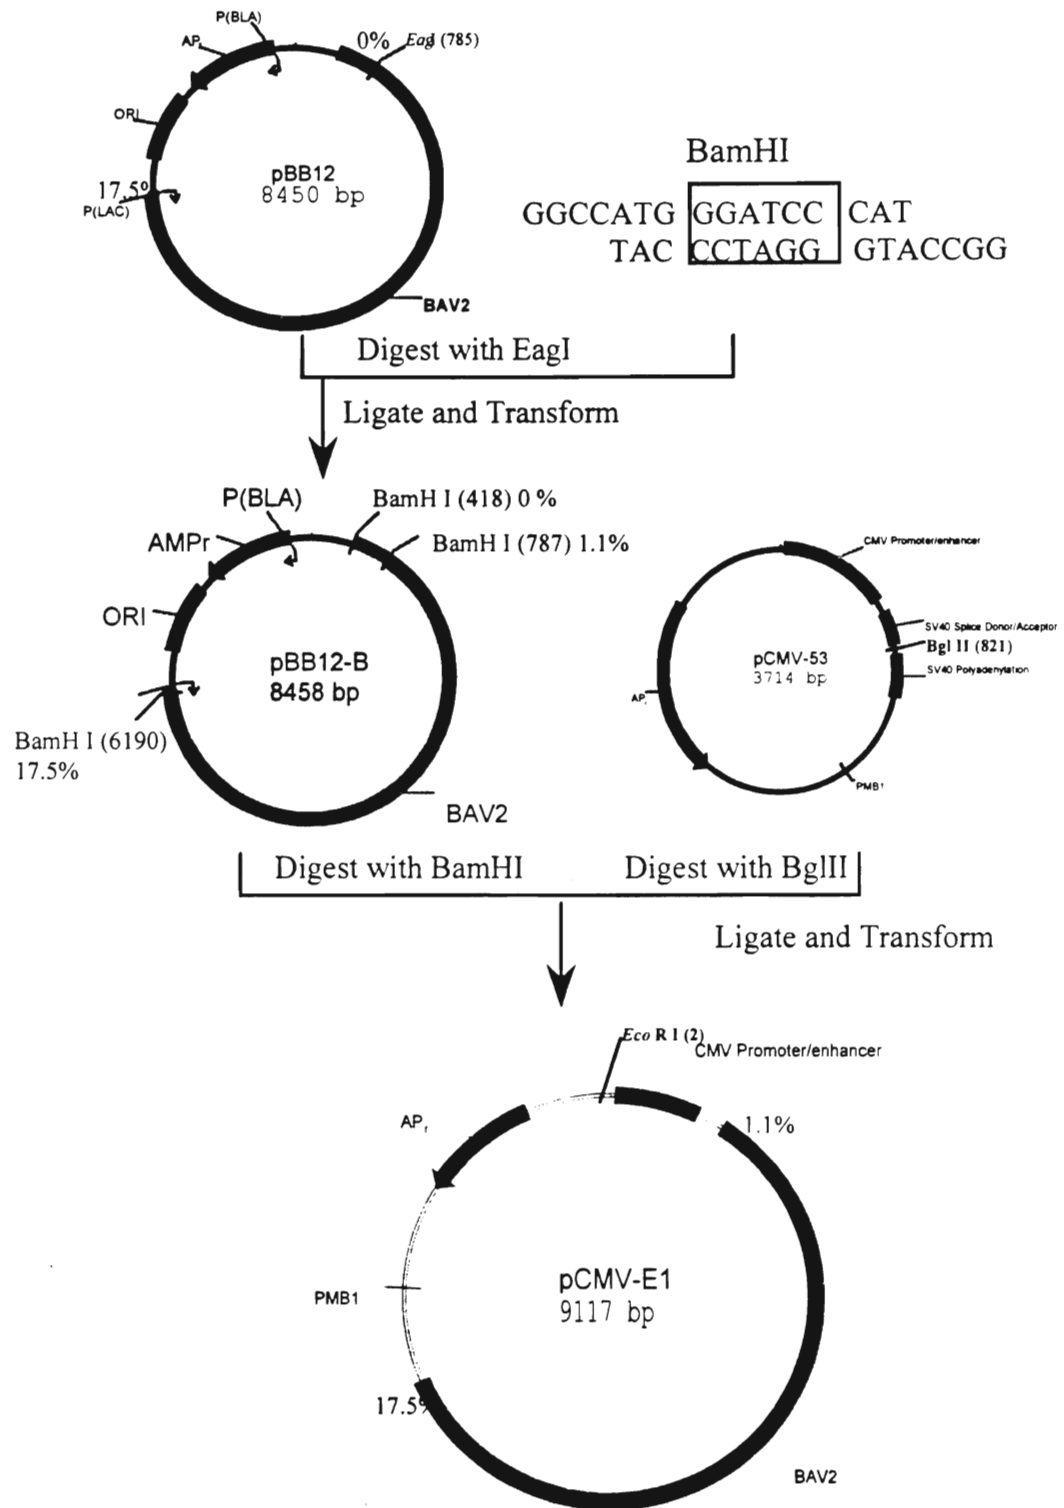 P(BLA)
AP
0%
EagI (785)
ORI
pBB12
8450 bp
17.5%
P(LAC)
BAV2
BamHI
GGCCATG GGATCC CAT
TAC CCTAGG GTACCGG
Digest with EagI
Ligate and Transform
P(BLA)
BamH I (418) 0 %
AMPr
BamH I (787) 1.1%
ORI
pBB12-B
8458 bp
BamH I (6190)
17.5%
BAV2
CMV Promoter/enhancer
SV40 Splice Donor/Acceptor
Bgl II (821)
pCMV-53
3714 bp
SV40 Polyadenylation
APr
PMB1
Digest with BamHI
Digest with BglII
Ligate and Transform
Eco R I (2)
CMV Promoter/enhancer
APr
1.1%
pCMV-E1
9117 bp
PMB1
17.5%
BAV2